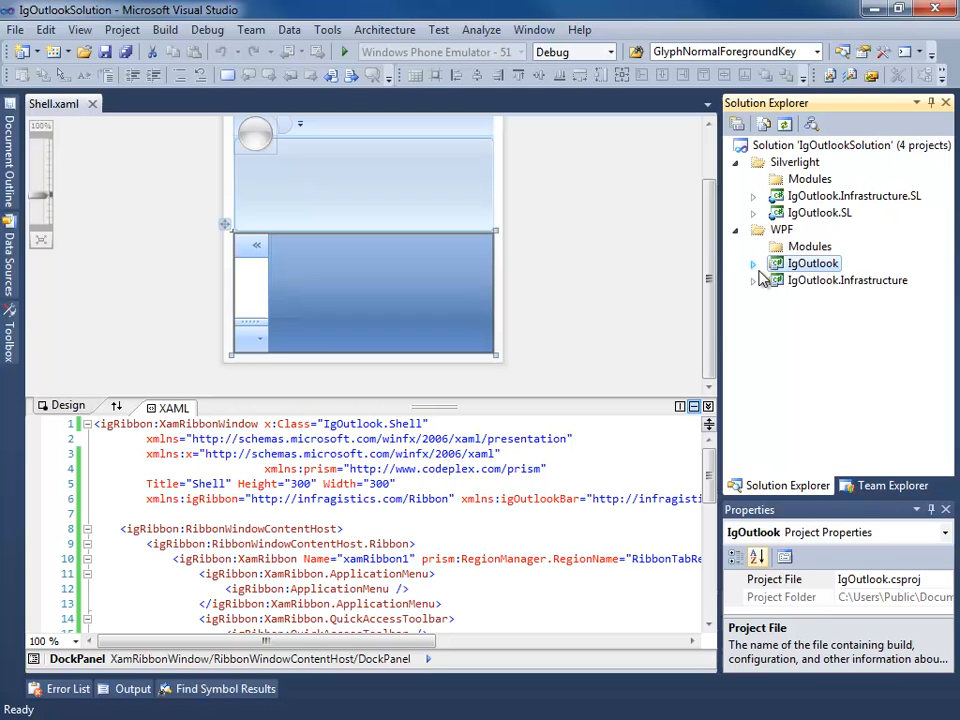 IgOutlookSolution - Microsoft Visual Studio
File Edit View Project Build Debug Team Data Tools Architecture Test Analyze Window Help
Windows Phone Emulator - 51 Debug GlyphNormalForegroundKey
Shell.xaml
Solution Explorer
100%
Document Outline
Data Sources
Toolbox
Solution 'IgOutlookSolution' (4 projects)
Silverlight
Modules
IgOutlook.Infrastructure.SL
IgOutlook.SL
WPF
Modules
IgOutlook
IgOutlook.Infrastructure
Design XAML
1 <igRibbon:XamRibbonWindow x:Class="IgOutlook.Shell"
2 xmlns="http://schemas.microsoft.com/winfx/2006/xaml/presentation"
3 xmlns:x="http://schemas.microsoft.com/winfx/2006/xaml"
4 xmlns:prism="http://www.codeplex.com/prism"
5 Title="Shell" Height="300" Width="300"
6 xmlns:igRibbon="http://infragistics.com/Ribbon" xmlns:igOutlookBar="http://infragisti
7
8 <igRibbon:RibbonWindowContentHost>
9 <igRibbon:RibbonWindowContentHost.Ribbon>
10 <igRibbon:XamRibbon Name="xamRibbon1" prism:RegionManager.RegionName="RibbonTabRe
11 <igRibbon:XamRibbon.ApplicationMenu>
12 <igRibbon:ApplicationMenu />
13 </igRibbon:XamRibbon.ApplicationMenu>
14 <igRibbon:XamRibbon.QuickAccessToolbar>
100 %
DockPanel XamRibbonWindow/RibbonWindowContentHost/DockPanel
Solution Explorer Team Explorer
Properties
IgOutlook Project Properties
Project File IgOutlook.csproj
Project Folder C:\Users\Public\Docum
Project File
The name of the file containing build, configuration, and other information abou...
Error List Output Find Symbol Results
Ready